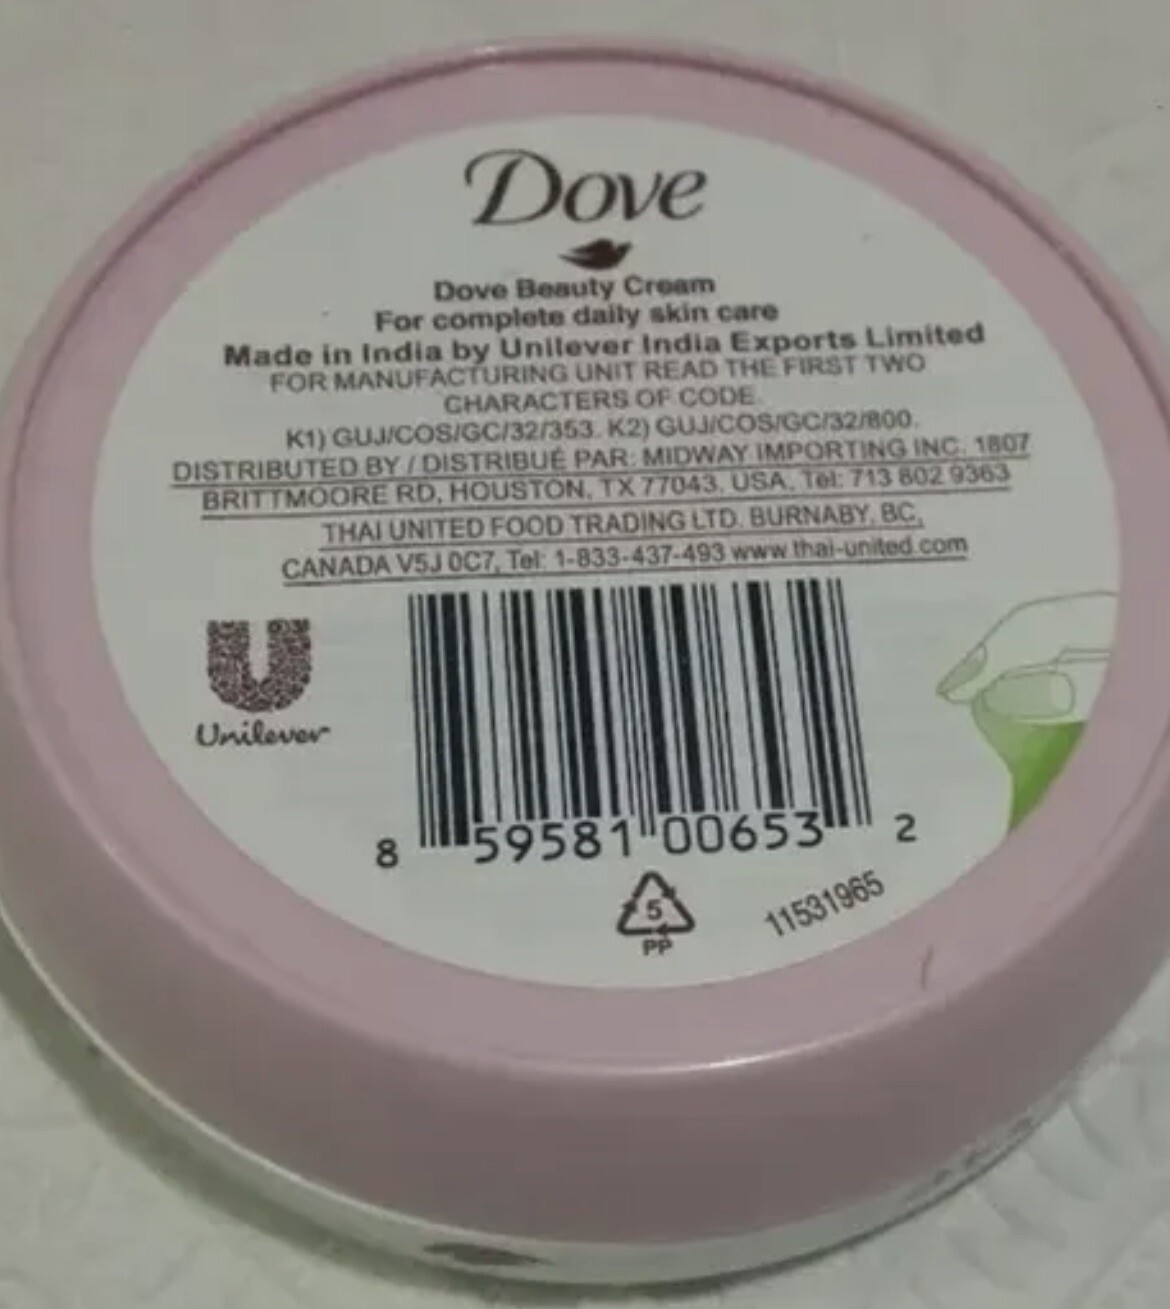 Dove
Dove Beauty Cream
For complete daily skin care
Made in India by Unilever India Exports Limited
FOR MANUFACTURING UNIT READ THE FIRST TWO
CHARACTERS OF CODE.
K1) GUJ/COS/GC/32/353. K2) GUJ/COS/GC/32/800.
DISTRIBUTED BY / DISTRIBUÉ PAR: MIDWAY IMPORTING INC. 1807
BRITTMOORE RD, HOUSTON, TX 77043, USA, Tel: 713 802 9363
THAI UNITED FOOD TRADING LTD. BURNABY, BC,
CANADA V5J 0C7, Tel: 1-833-437-493 www.thai-united.com
Unilever
8 59581 00653 2
5
PP
11531965